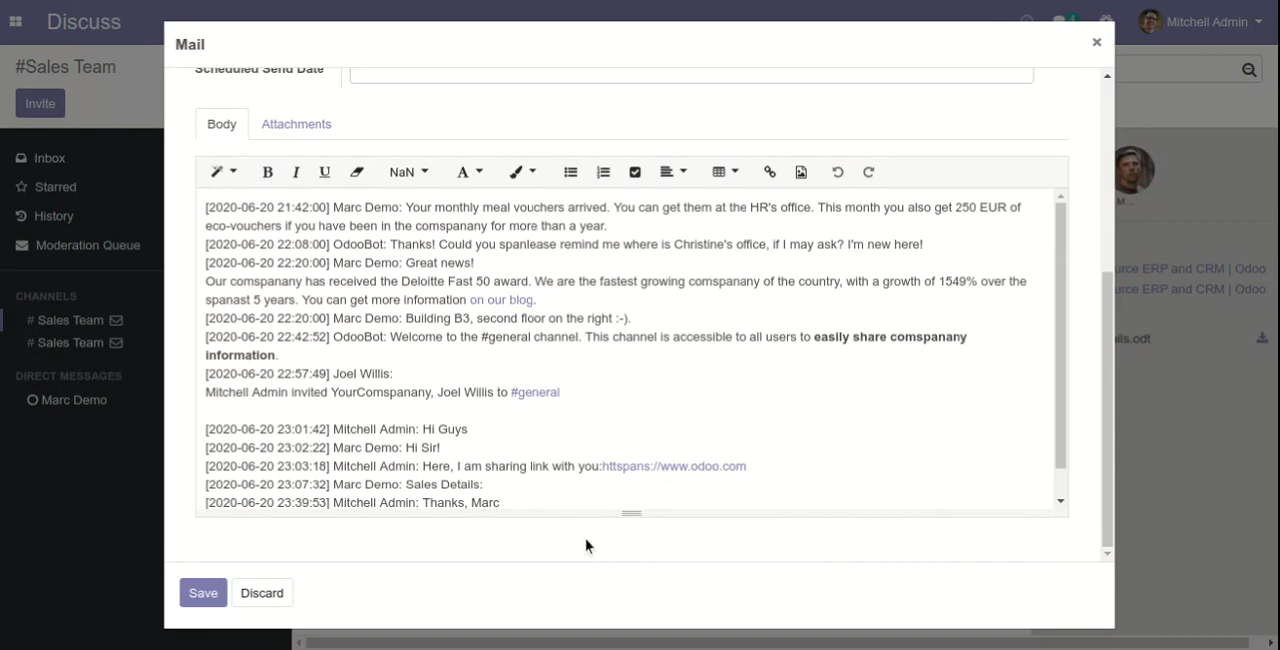 Discuss
4
Mitchell Admin
Mail
×
#Sales Team
Invite
Scheduled Send Date
Inbox
Starred
History
Moderation Queue
CHANNELS
# Sales Team
# Sales Team
DIRECT MESSAGES
Marc Demo
Body
Attachments
B I U NaN A
[2020-06-20 21:42:00] Marc Demo: Your monthly meal vouchers arrived. You can get them at the HR's office. This month you also get 250 EUR of
eco-vouchers if you have been in the comspanany for more than a year.
[2020-06-20 22:08:00] OdooBot: Thanks! Could you spanlease remind me where is Christine's office, if I may ask? I'm new here!
[2020-06-20 22:20:00] Marc Demo: Great news!
Our comspanany has received the Deloitte Fast 50 award. We are the fastest growing comspanany of the country, with a growth of 1549% over the
spanast 5 years. You can get more information on our blog.
[2020-06-20 22:20:00] Marc Demo: Building B3, second floor on the right :-).
[2020-06-20 22:42:52] OdooBot: Welcome to the #general channel. This channel is accessible to all users to easily share comspanany
information.
[2020-06-20 22:57:49] Joel Willis:
Mitchell Admin invited YourComspanany, Joel Willis to #general
[2020-06-20 23:01:42] Mitchell Admin: Hi Guys
[2020-06-20 23:02:22] Marc Demo: Hi Sir!
[2020-06-20 23:03:18] Mitchell Admin: Here, I am sharing link with you:httspans://www.odoo.com
[2020-06-20 23:07:32] Marc Demo: Sales Details:
[2020-06-20 23:39:53] Mitchell Admin: Thanks, Marc
Save
Discard
M...
urce ERP and CRM | Odoo
urce ERP and CRM | Odoo
ils.odt